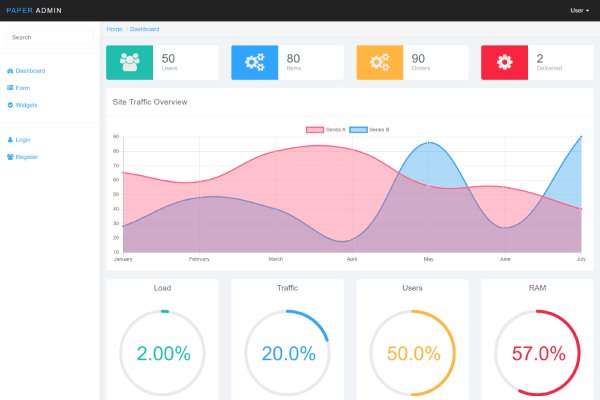 PAPER ADMIN
User
Search
Home / Dashboard
Dashboard
Form
Widgets
Login
Register
50
Users
80
Items
90
Orders
2
Delivered
Site Traffic Overview
Series A Series B
90
80
70
60
50
40
30
20
10
January February March April May June July
Load Traffic Users RAM
2.00% 20.0% 50.0% 57.0%